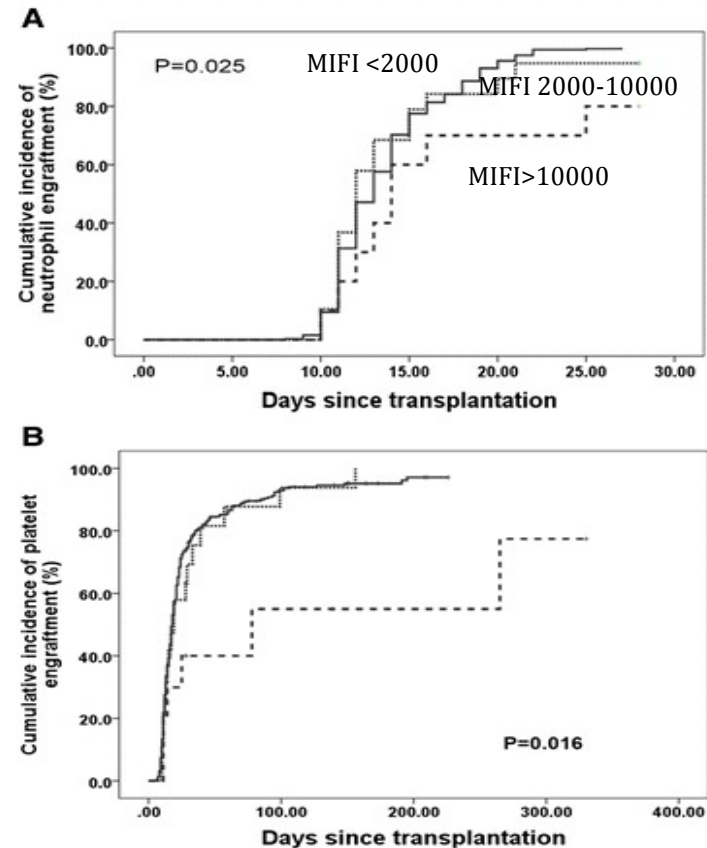 A
P=0.025
MIFI <2000
MIFI 2000-10000
MIFI>10000
Cumulative incidence of
neutrophil engraftment (%)
100.0
80.0
60.0
40.0
20.0
0.0
.00 5.00 10.00 15.00 20.00 25.00 30.00
Days since transplantation
B
Cumulative incidence of platelet
engraftment (%)
100.0
80.0
60.0
40.0
20.0
0.0
P=0.016
.00 100.00 200.00 300.00 400.00
Days since transplantation